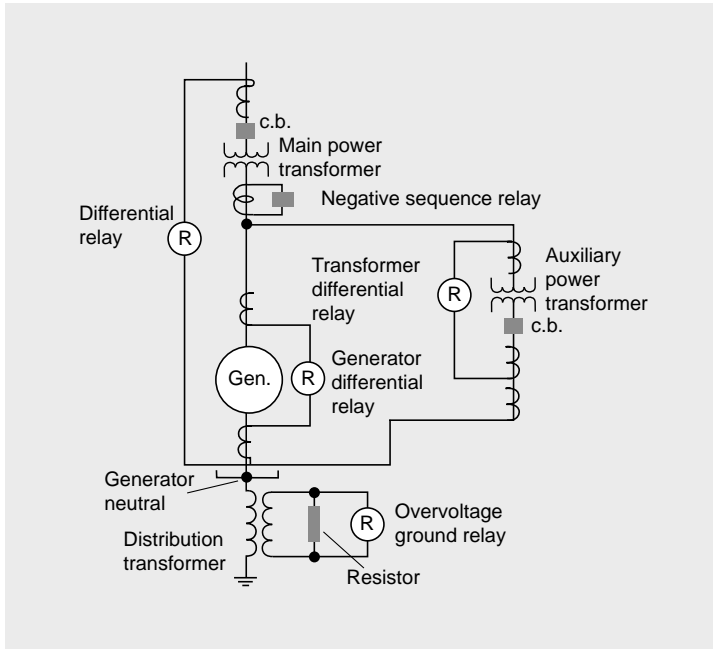 c.b.
Main power
transformer
Negative sequence relay
Differential
relay
R
Transformer
differential
relay
R
Auxiliary
power
transformer
c.b.
Gen.
R
Generator
differential
relay
Generator
neutral
Distribution
transformer
R
Overvoltage
ground relay
Resistor